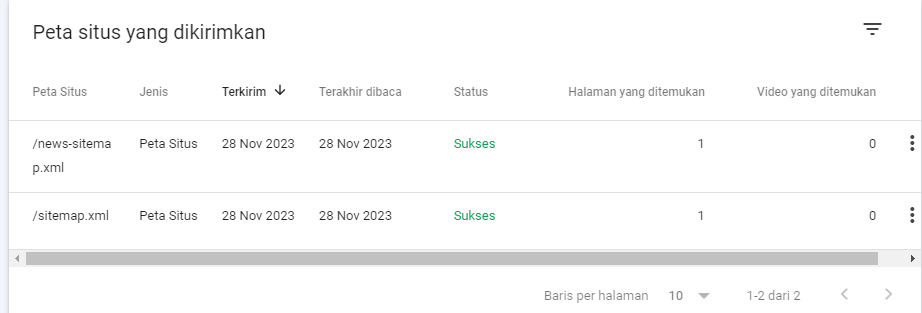 Peta situs yang dikirimkan
Peta Situs Jenis Terkirim Terakhir dibaca Status Halaman yang ditemukan Video yang ditemukan
/news-sitema
p.xml
Peta Situs 28 Nov 2023 28 Nov 2023 Sukses 1 0
/sitemap.xml Peta Situs 28 Nov 2023 28 Nov 2023 Sukses 1 0
Baris per halaman 10 1-2 dari 2